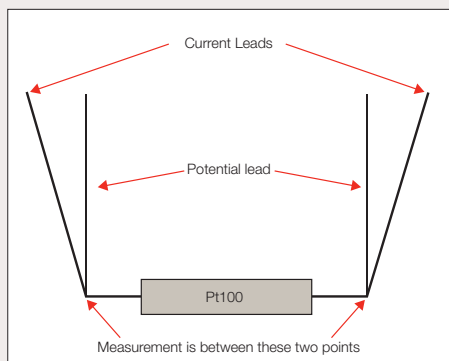 Current Leads
Potential lead
Pt100
Measurement is between these two points